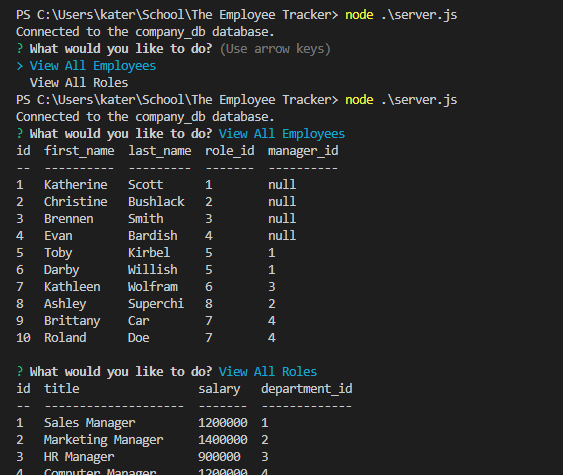 PS C:\Users\kater\School\The Employee Tracker> node .\server.js
Connected to the company_db database.
? What would you like to do? (Use arrow keys)
> View All Employees
  View All Roles
PS C:\Users\kater\School\The Employee Tracker> node .\server.js
Connected to the company_db database.
? What would you like to do? View All Employees
id  first_name  last_name  role_id  manager_id
--  ----------  ---------  -------  ----------
1   Katherine   Scott      1        null
2   Christine   Bushlack   2        null
3   Brennen     Smith      3        null
4   Evan        Bardish    4        null
5   Toby        Kirbel     5        1
6   Darby       Willish    5        1
7   Kathleen    Wolfram    6        3
8   Ashley      Superchi   8        2
9   Brittany    Car        7        4
10  Roland      Doe        7        4
? What would you like to do? View All Roles
id  title                 salary   department_id
--  --------------------  -------  -------------
1   Sales Manager         1200000  1
2   Marketing Manager     1400000  2
3   HR Manager            900000   3
4   Computer Manager      1200000  4